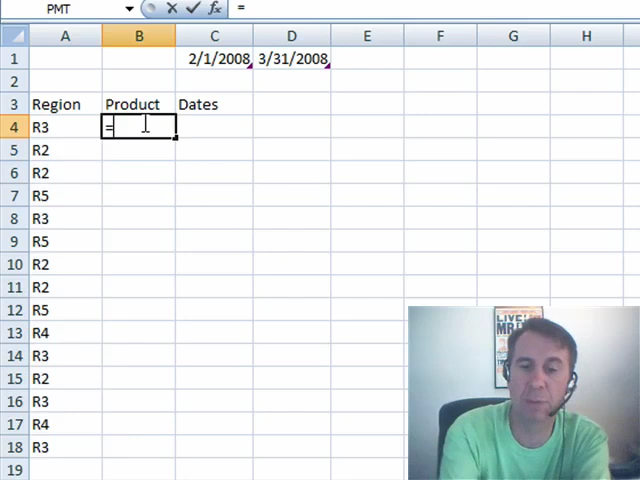 PMT =
A B C D E F G H
1 2/1/2008 3/31/2008
2
3 Region Product Dates
4 R3 =
5 R2
6 R2
7 R5
8 R3
9 R5
10 R2
11 R2
12 R5
13 R4
14 R3
15 R2
16 R3
17 R4
18 R3
19
LIVE!